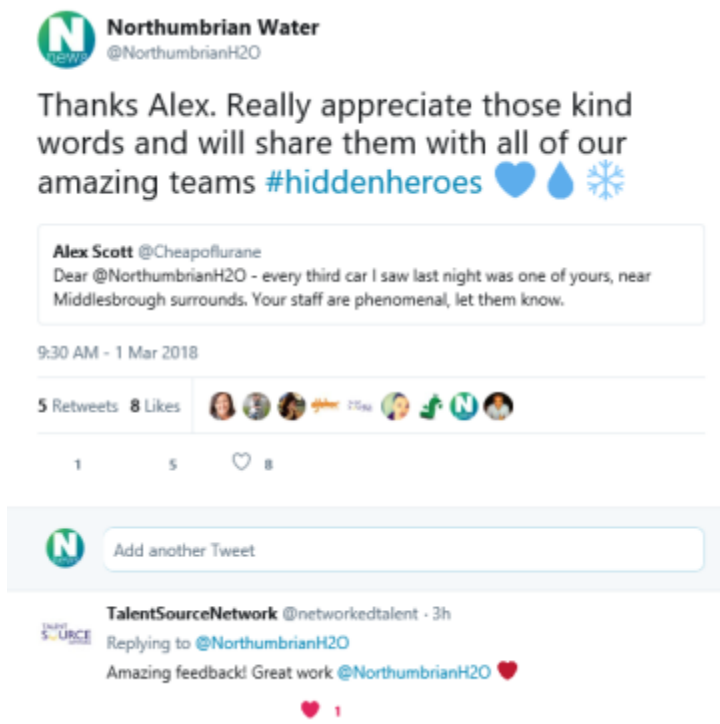 N
news
Northumbrian Water
@NorthumbrianH2O
Thanks Alex. Really appreciate those kind
words and will share them with all of our
amazing teams #hiddenheroes 💙💧❄
Alex Scott @Cheapoflurane
Dear @NorthumbrianH2O - every third car I saw last night was one of yours, near
Middlesbrough surrounds. Your staff are phenomenal, let them know.
9:30 AM - 1 Mar 2018
5 Retweets 8 Likes
N
1 5 8
N
Add another Tweet
TALENT
SOURCE
TalentSourceNetwork @networkedtalent · 3h
Replying to @NorthumbrianH2O
Amazing feedback! Great work @NorthumbrianH2O ❤
1